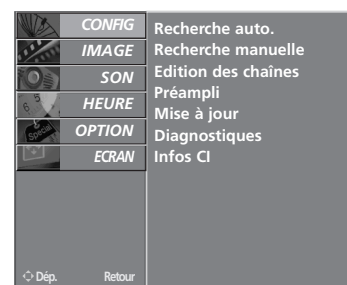 CONFIG
IMAGE
SON
HEURE
OPTION
ECRAN
Recherche auto.
Recherche manuelle
Edition des chaînes
Préampli
Mise à jour
Diagnostiques
Infos CI
Dép. Retour